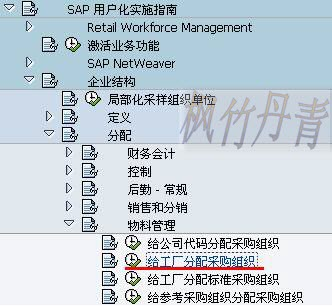 SAP 用户化实施指南
Retail Workforce Management
激活业务功能
SAP NetWeaver
企业结构
局部化采样组织单位
定义
分配
枫竹丹青
财务会计
控制
后勤 - 常规
销售和分销
物料管理
给公司代码分配采购组织
给工厂分配采购组织
给工厂分配标准采购组织
给参考采购组织分配采购组织